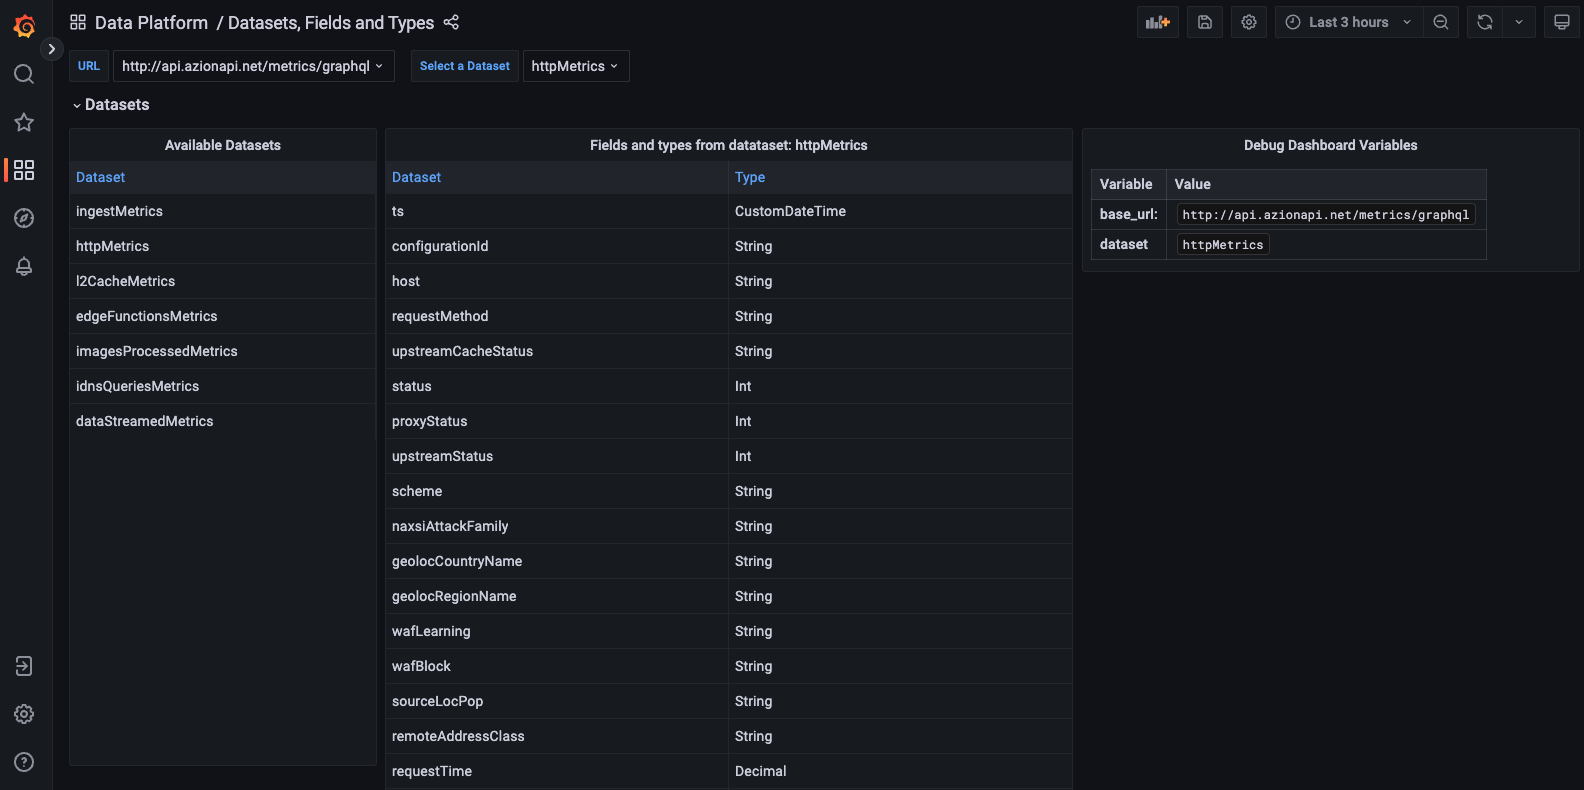 Data Platform / Datasets, Fields and Types
Last 3 hours
URL http://api.azionapi.net/metrics/graphql Select a Dataset httpMetrics
Datasets
Available Datasets
Dataset
ingestMetrics
httpMetrics
l2CacheMetrics
edgeFunctionsMetrics
imagesProcessedMetrics
idnsQueriesMetrics
dataStreamedMetrics
Fields and types from datataset: httpMetrics
Dataset Type
ts CustomDateTime
configurationId String
host String
requestMethod String
upstreamCacheStatus String
status Int
proxyStatus Int
upstreamStatus Int
scheme String
naxsiAttackFamily String
geolocCountryName String
geolocRegionName String
wafLearning String
wafBlock String
sourceLocPop String
remoteAddressClass String
requestTime Decimal
Debug Dashboard Variables
Variable Value
base_url: http://api.azionapi.net/metrics/graphql
dataset httpMetrics